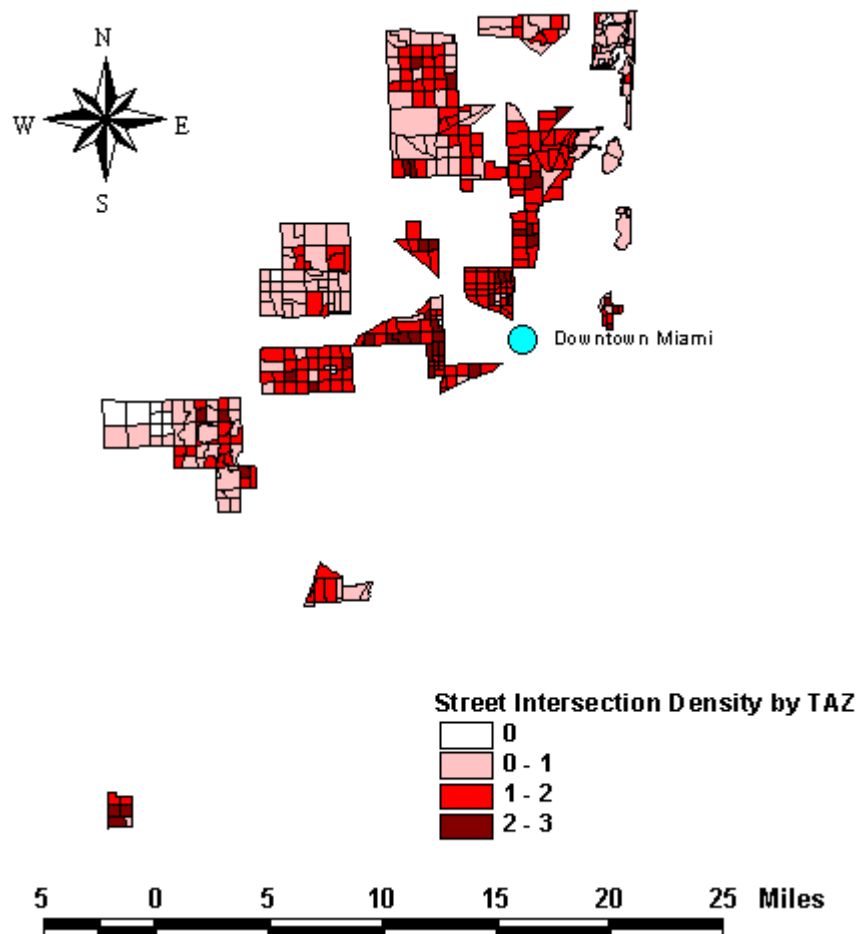 N
W E
S
Downtown Miami
Street Intersection Density by TAZ
0
0 - 1
1 - 2
2 - 3
5 0 5 10 15 20 25 Miles